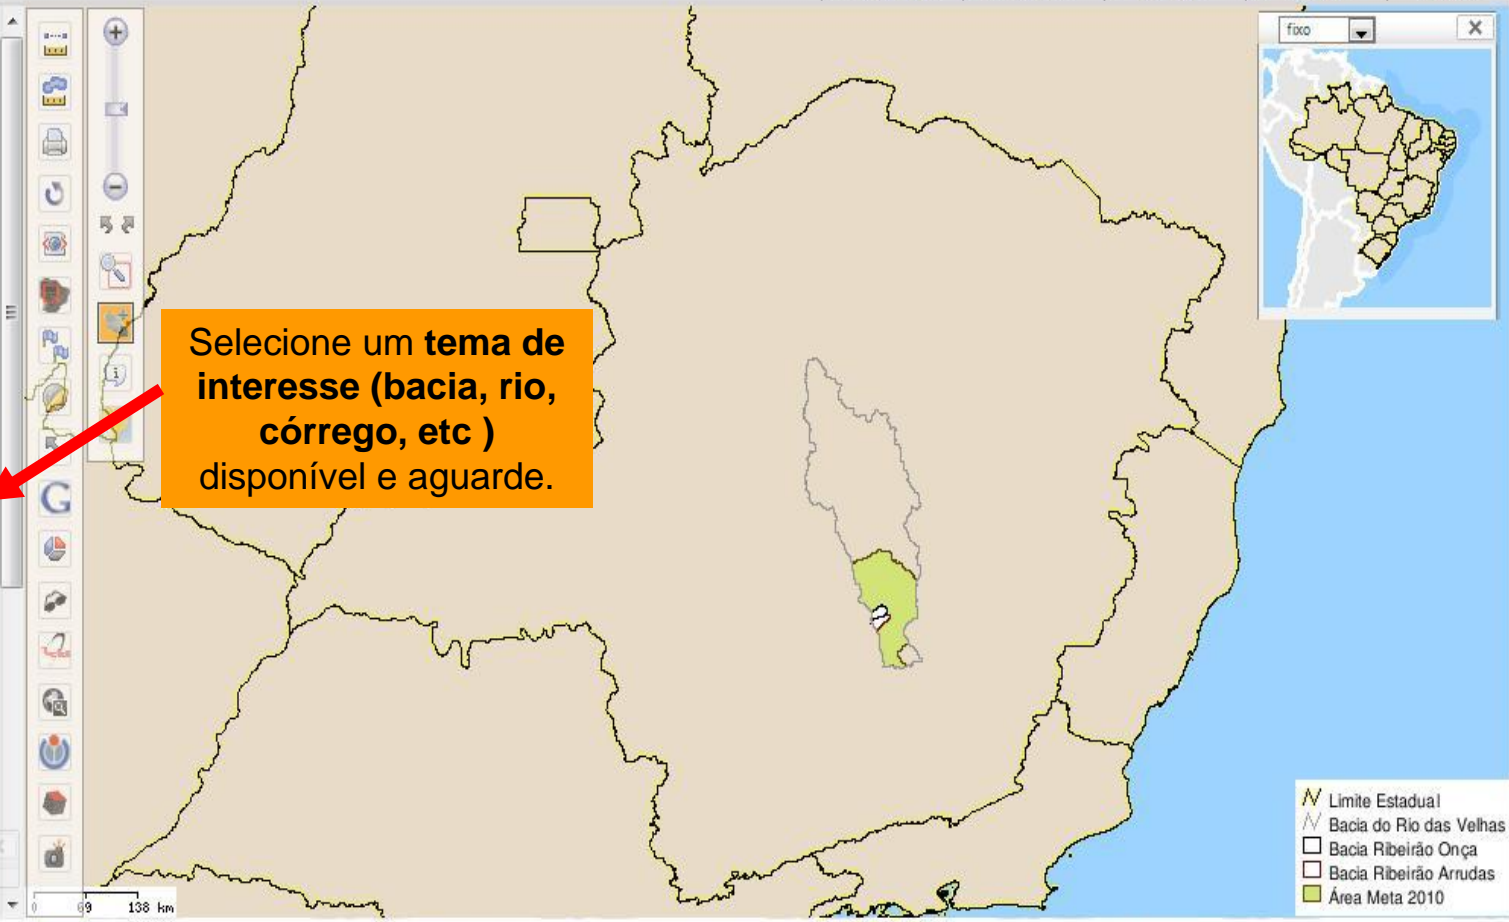 fixo
Selecione um tema de
interesse (bacia, rio,
córrego, etc )
disponível e aguarde.
G
Limite Estadual
Bacia do Rio das Velhas
Bacia Ribeirão Onça
Bacia Ribeirão Arrudas
Área Meta 2010
0 69 138 km